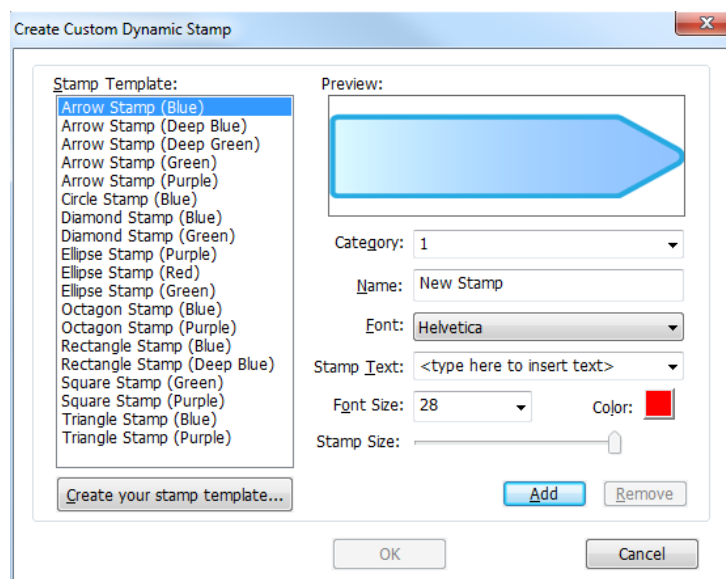 Create Custom Dynamic Stamp
X
Stamp Template:
Arrow Stamp (Blue)
Arrow Stamp (Deep Blue)
Arrow Stamp (Deep Green)
Arrow Stamp (Green)
Arrow Stamp (Purple)
Circle Stamp (Blue)
Diamond Stamp (Blue)
Diamond Stamp (Green)
Ellipse Stamp (Purple)
Ellipse Stamp (Red)
Ellipse Stamp (Green)
Octagon Stamp (Blue)
Octagon Stamp (Purple)
Rectangle Stamp (Blue)
Rectangle Stamp (Deep Blue)
Square Stamp (Green)
Square Stamp (Purple)
Triangle Stamp (Blue)
Triangle Stamp (Purple)
Create your stamp template...
Preview:
Category: 1
Name: New Stamp
Font: Helvetica
Stamp Text: <type here to insert text>
Font Size: 28 Color:
Stamp Size:
Add Remove
OK Cancel